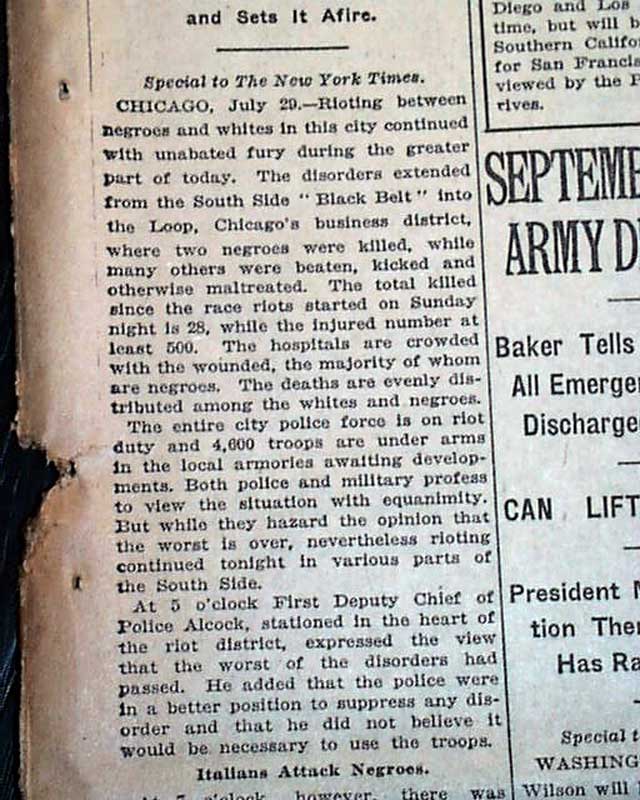 and Sets It Afire.
Special to The New York Times.
CHICAGO, July 29.—Rioting between
negroes and whites in this city continued
with unabated fury during the greater
part of today. The disorders extended
from the South Side "Black Belt" into
the Loop, Chicago's business district,
where two negroes were killed, while
many others were beaten, kicked and
otherwise maltreated. The total killed
since the race riots started on Sunday
night is 28, while the injured number at
least 500. The hospitals are crowded
with the wounded, the majority of whom
are negroes. The deaths are evenly dis-
tributed among the whites and negroes.
The entire city police force is on riot
duty and 4,600 troops are under arms
in the local armories awaiting develop-
ments. Both police and military profess
to view the situation with equanimity.
But while they hazard the opinion that
the worst is over, nevertheless rioting
continued tonight in various parts of
the South Side.
At 5 o'clock First Deputy Chief of
Police Alcock, stationed in the heart of
the riot district, expressed the view
that the worst of the disorders had
passed. He added that the police were
in a better position to suppress any dis-
order and that he did not believe it
would be necessary to use the troops.
Italians Attack Negroes.
At 7 o'clock, however, there was
Diego and Los
time, but will b
Southern Califor
for San Francis
viewed by the P
rives.
SEPTEMB
ARMY D
Baker Tells
All Emerge
Discharge
CAN LIFT
President
tion Ther
Has Ra
Special t
WASHING
Wilson will